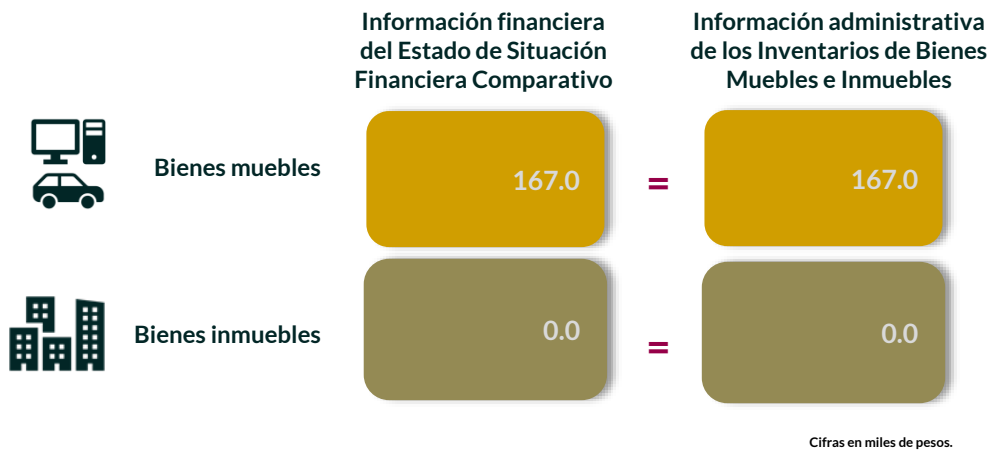 Información financiera
del Estado de Situación
Financiera Comparativo
Información administrativa
de los Inventarios de Bienes
Muebles e Inmuebles
Bienes muebles
167.0
=
167.0
Bienes inmuebles
0.0
=
0.0
Cifras en miles de pesos.